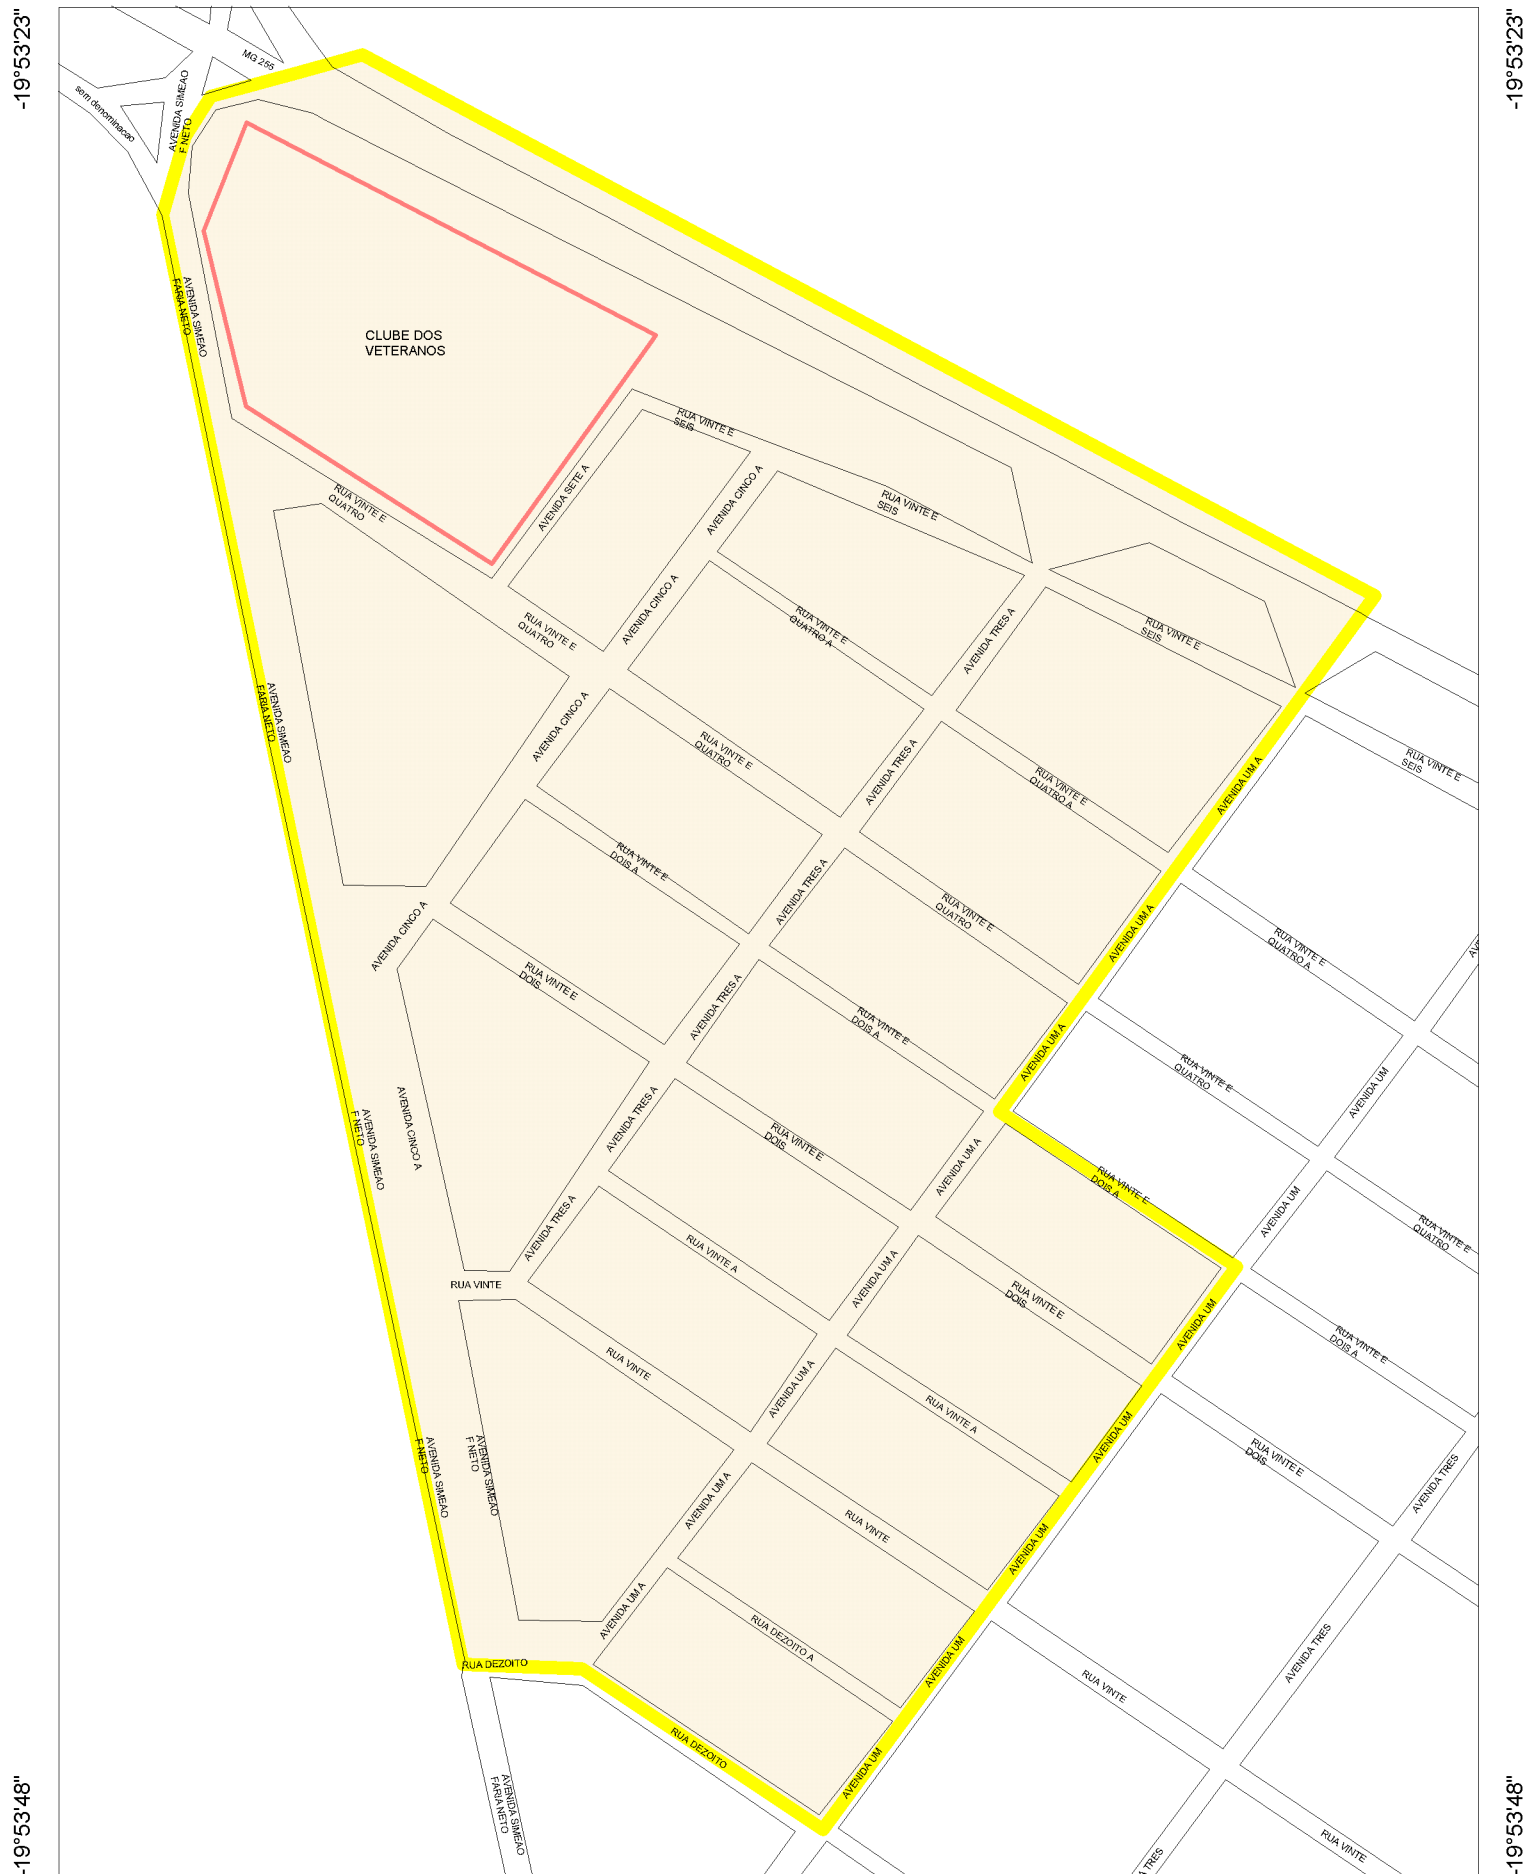 -19°53'23"
-19°53'23"
MG 255
sem denominacao
AVENIDA SIMEAO
F NETO
AVENIDA SIMEAO
FARIA NETO
CLUBE DOS
VETERANOS
RUA VINTE E
SEIS
AVENIDA SETE A
AVENIDA CINCO A
RUA VINTE E
SEIS
RUA VINTE E
QUATRO
AVENIDA CINCO A
RUA VINTE E
QUATRO
RUA VINTE E
QUATRO A
AVENIDA TRES A
RUA VINTE E
SEIS
AVENIDA SIMEAO
FARIA NETO
AVENIDA CINCO A
RUA VINTE E
QUATRO
AVENIDA TRES A
RUA VINTE E
QUATRO A
AVENIDA UM A
RUA VINTE E
SEIS
RUA VINTE E
DOIS A
AVENIDA TRES A
RUA VINTE E
QUATRO
AVENIDA UM A
RUA VINTE E
QUATRO A
AVENIDA CINCO A
RUA VINTE E
DOIS
AVENIDA TRES A
RUA VINTE E
DOIS A
AVENIDA UM A
RUA VINTE E
QUATRO
AVENIDA UM
AVENIDA SIMEAO
F NETO
AVENIDA CINCO A
AVENIDA TRES A
RUA VINTE E
DOIS
AVENIDA UM A
RUA VINTE E
DOIS A
AVENIDA UM
RUA VINTE E
QUATRO
AVENIDA TRES A
RUA VINTE A
AVENIDA UM A
RUA VINTE E
DOIS
AVENIDA UM
RUA VINTE E
DOIS A
RUA VINTE
RUA VINTE
AVENIDA UM A
RUA VINTE A
AVENIDA UM
RUA VINTE E
DOIS
AVENIDA TRES
AVENIDA SIMEAO
F NETO
AVENIDA SIMEAO
F NETO
AVENIDA UM A
RUA VINTE
AVENIDA UM
AVENIDA UM A
RUA DEZOITO A
AVENIDA UM
RUA VINTE
AVENIDA TRES
RUA DEZOITO
RUA DEZOITO
AVENIDA UM
AVENIDA SIMEAO
FARIA NETO
RUA VINTE
-19°53'48"
-19°53'48"